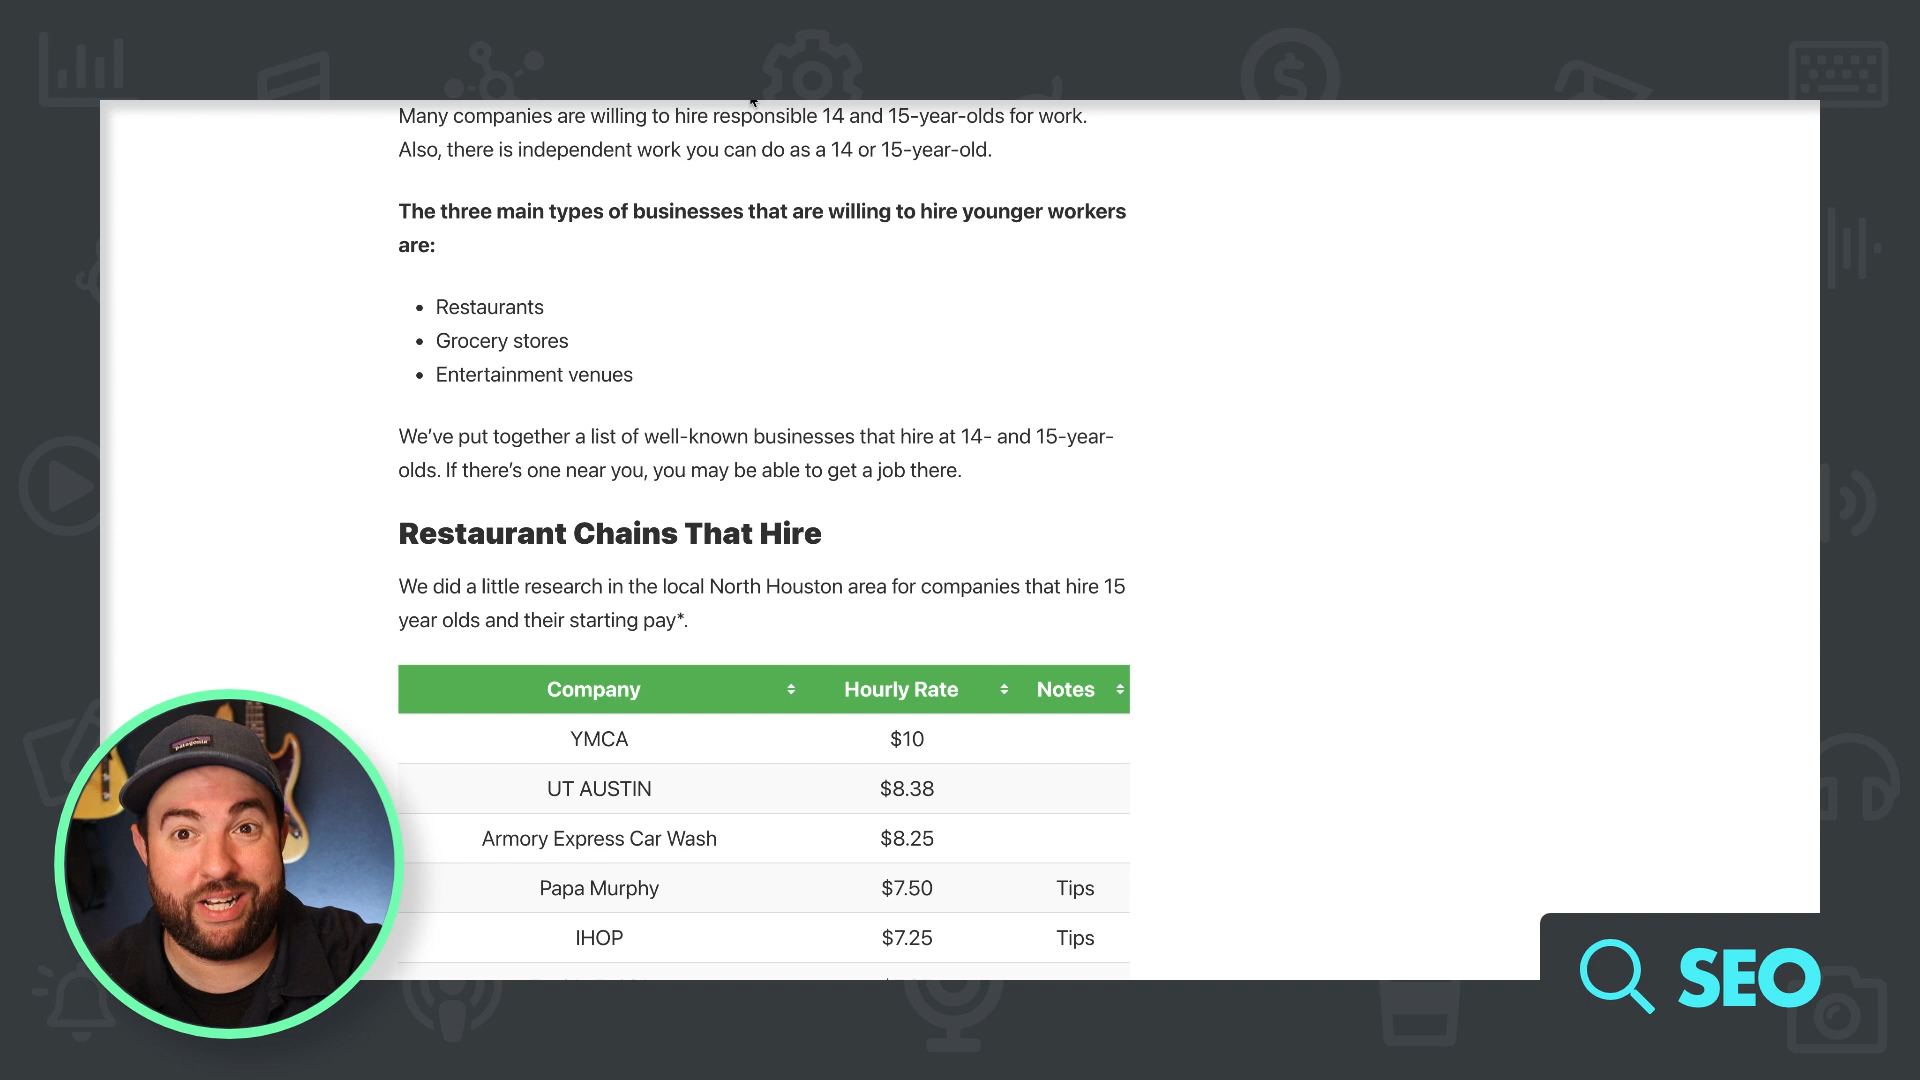 Many companies are willing to hire responsible 14 and 15-year-olds for work.
Also, there is independent work you can do as a 14 or 15-year-old.
The three main types of businesses that are willing to hire younger workers
are:
• Restaurants
• Grocery stores
• Entertainment venues
We’ve put together a list of well-known businesses that hire at 14- and 15-year-
olds. If there’s one near you, you may be able to get a job there.
Restaurant Chains That Hire
We did a little research in the local North Houston area for companies that hire 15
year olds and their starting pay*.
Company Hourly Rate Notes
YMCA $10
UT AUSTIN $8.38
Armory Express Car Wash $8.25
Papa Murphy $7.50 Tips
IHOP $7.25 Tips
patagonia
SEO